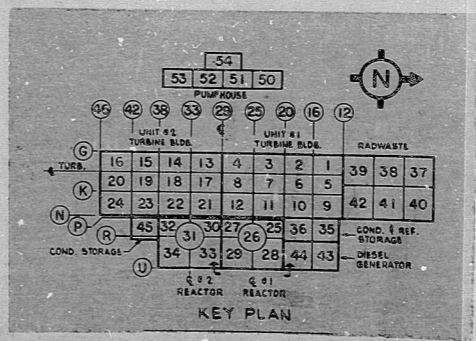 54
53 52 51 50
PUMPHOUSE
N
46 42 38 33 29 25 20 16 12
UNIT #2 TURBINE BLDG.
UNIT #1 TURBINE BLDG.
RADWASTE
G
TURB.
16 15 14 13 4 3 2 1 39 38 37
K
20 19 18 17 8 7 6 5
24 23 22 21 12 11 10 9 42 41 40
N
P
R
45 32 31 30 27 26 25 36 35
COND. & REF. STORAGE
COND. STORAGE
U
34 33 29 28 44 43
DIESEL GENERATOR
℄ #2 REACTOR
℄ #1 REACTOR
KEY PLAN